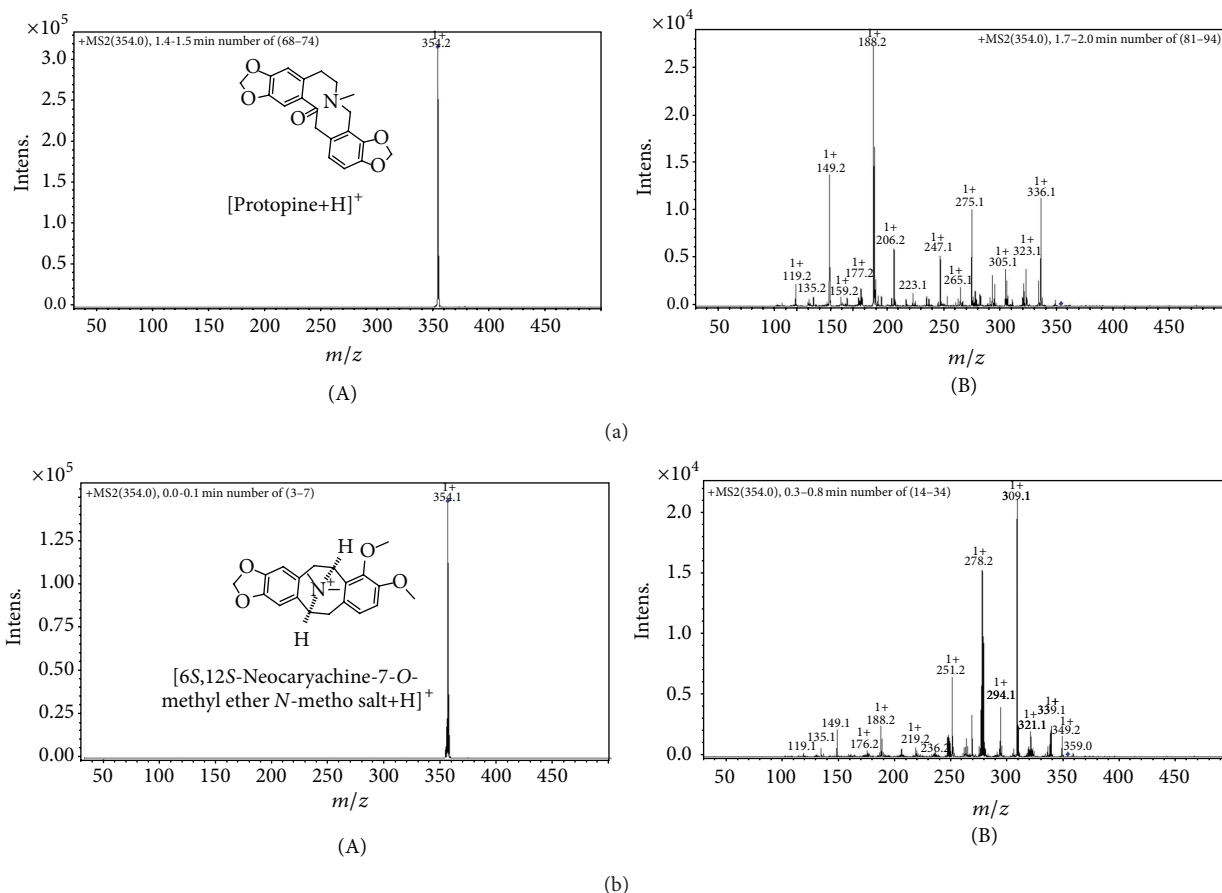 ×10⁵
+MS2(354.0), 1.4-1.5 min number of (68–74)
1+
354.2
3.0
2.5
2.0
1.5
1.0
0.5
0.0
Intens.
O
O
N
O
O
O
[Protopine+H]⁺
50 100 150 200 250 300 350 400 450
m/z
(A)
×10⁴
+MS2(354.0), 1.7–2.0 min number of (81–94)
1+
188.2
1+
149.2
1+
336.1
1+
275.1
1+
206.2
1+
247.1
1+
323.1
1+
305.1
1+
177.2
1+
265.1
1+
119.2
135.2
1+
159.2
223.1
2.5
2.0
1.5
1.0
0.5
0.0
Intens.
50 100 150 200 250 300 350 400 450
m/z
(B)
(a)
×10⁵
+MS2(354.0), 0.0-0.1 min number of (3–7)
1+
354.1
1.25
1.00
0.75
0.50
0.25
0.00
Intens.
H
O
O
N
+
O
O
H
[6S,12S-Neocaryachine-7-O-
methyl ether N-metho salt+H]⁺
50 100 150 200 250 300 350 400 450
m/z
(A)
×10⁴
+MS2(354.0), 0.3–0.8 min number of (14–34)
1+
309.1
1+
278.2
1+
251.2
1+
294.1
1+
339.1
1+
321.1
1+
349.2
359.0
1+
188.2
149.1
135.1
119.1
1+
176.2
1+
219.2
236.2
2.0
1.5
1.0
0.5
0.0
Intens.
50 100 150 200 250 300 350 400 450
m/z
(B)
(b)